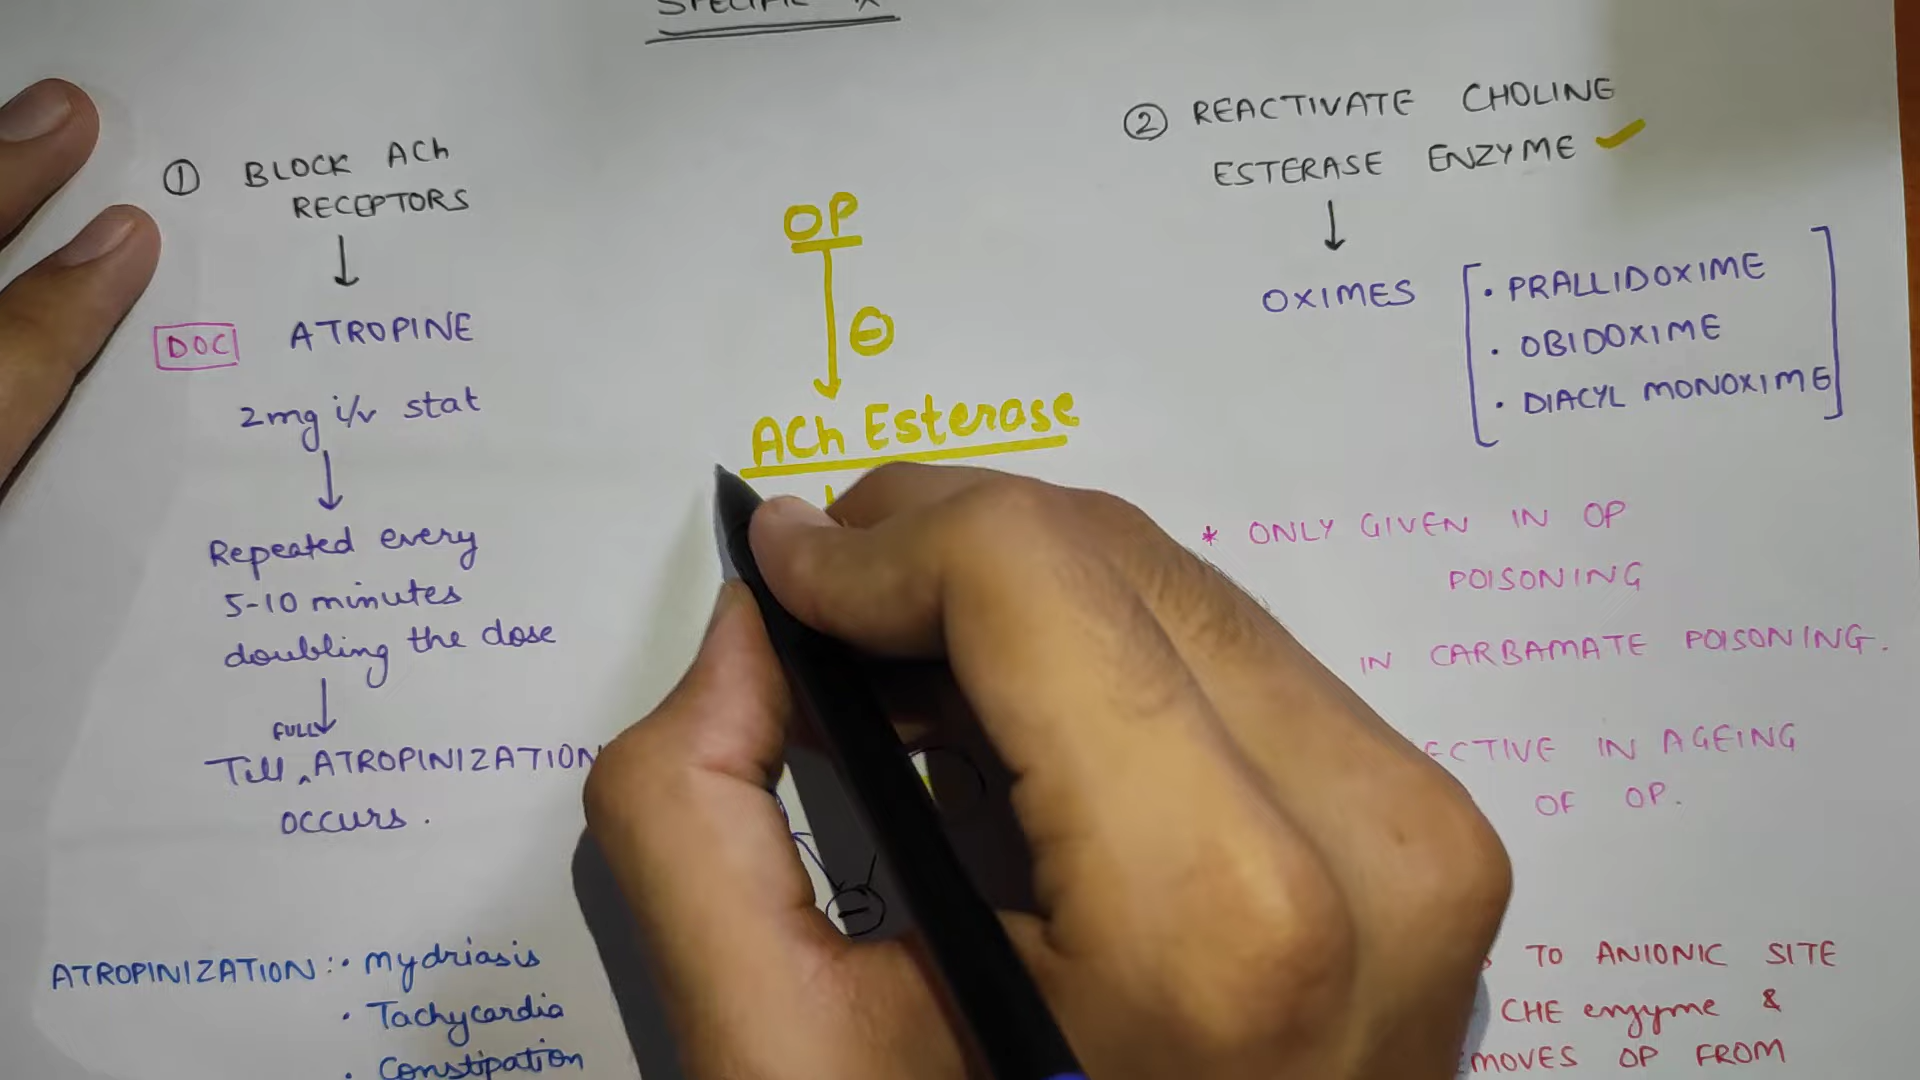 ① BLOCK ACh
RECEPTORS
DOC ATROPINE
2mg i/v stat
Repeated every
5-10 minutes
doubling the dose
FULL
Till ^ ATROPINIZATION
occurs.
ATROPINIZATION:· Mydriasis
· Tachycardia
· Constipation
OP
ACh Esterase
② REACTIVATE CHOLINE
ESTERASE ENZYME
OXIMES
· PRALLIDOXIME
· OBIDOXIME
· DIACYL MONOXIME
* ONLY GIVEN IN OP
POISONING
IN CARBAMATE POISONING.
IN AGEING
OF OP.
TO ANIONIC SITE
CHE enzyme &
OP FROM